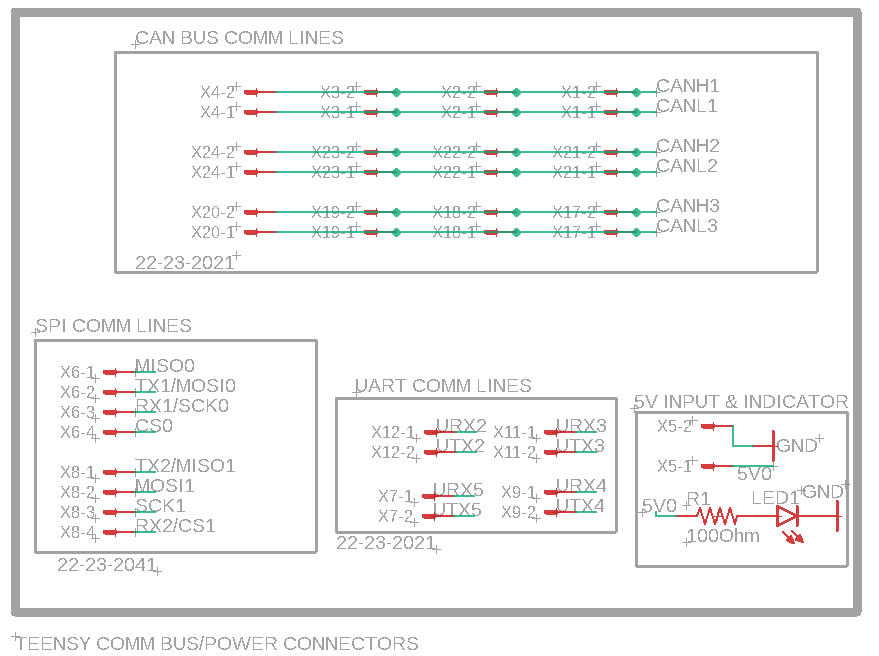 CAN BUS COMM LINES
X4-2 X3-2 X2-2 X1-2 CANH1
X4-1 X3-1 X2-1 X1-1 CANL1
X24-2 X23-2 X22-2 X21-2 CANH2
X24-1 X23-1 X22-1 X21-1 CANL2
X20-2 X19-2 X18-2 X17-2 CANH3
X20-1 X19-1 X18-1 X17-1 CANL3
22-23-2021
SPI COMM LINES
X6-1 MISO0
X6-2 TX1/MOSI0
X6-3 RX1/SCK0
X6-4 CS0
X8-1 TX2/MISO1
X8-2 MOSI1
X8-3 SCK1
X8-4 RX2/CS1
22-23-2041
UART COMM LINES
X12-1 URX2 X11-1 URX3
X12-2 UTX2 X11-2 UTX3
X7-1 URX5 X9-1 URX4
X7-2 UTX5 X9-2 UTX4
22-23-2021
5V INPUT & INDICATOR
X5-2
GND
X5-1
5V0
5V0 R1 LED1 GND
100Ohm
TEENSY COMM BUS/POWER CONNECTORS